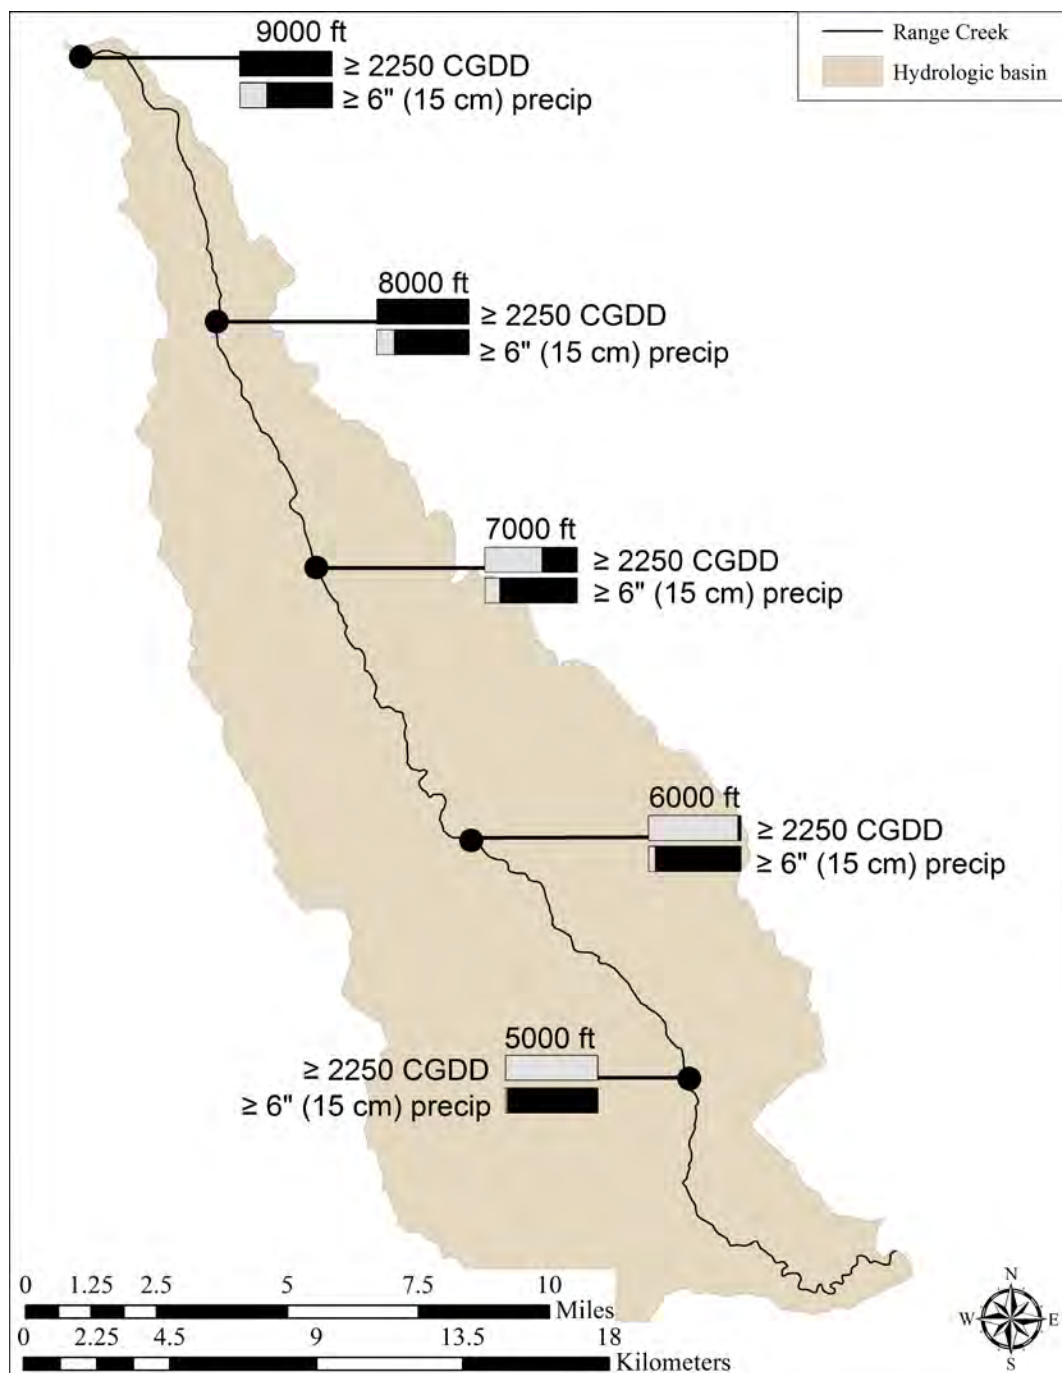 Range Creek
Hydrologic basin
9000 ft
≥ 2250 CGDD
≥ 6" (15 cm) precip
8000 ft
≥ 2250 CGDD
≥ 6" (15 cm) precip
7000 ft
≥ 2250 CGDD
≥ 6" (15 cm) precip
6000 ft
≥ 2250 CGDD
≥ 6" (15 cm) precip
5000 ft
≥ 2250 CGDD
≥ 6" (15 cm) precip
0 1.25 2.5 5 7.5 10
Miles
0 2.25 4.5 9 13.5 18
Kilometers
N
W E
S